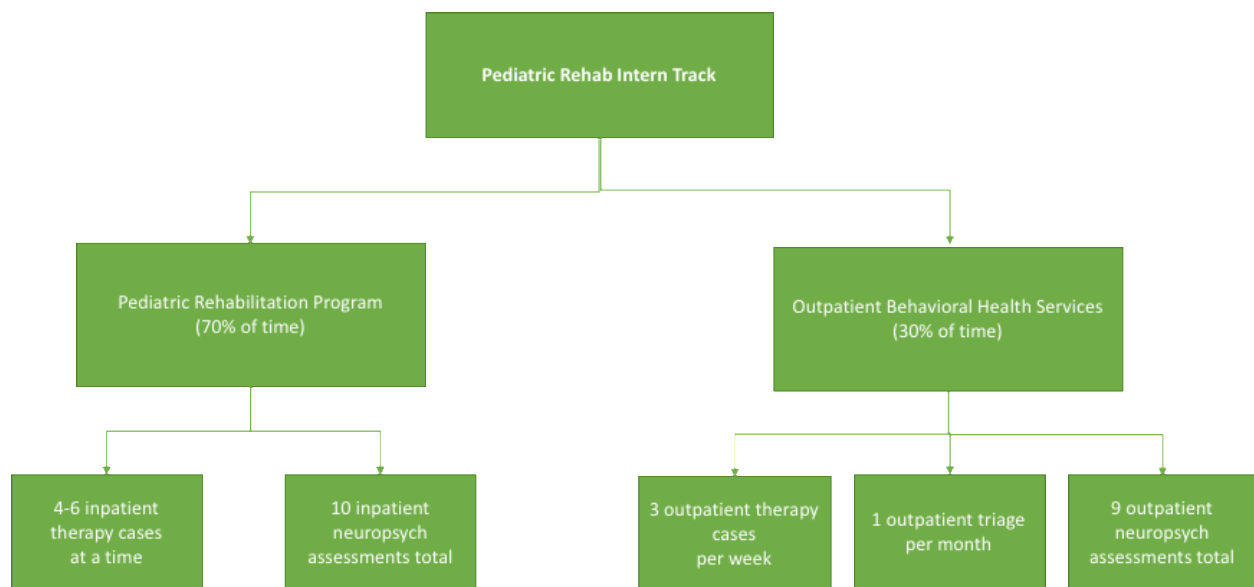 Pediatric Rehab Intern Track
Pediatric Rehabilitation Program
(70% of time)
Outpatient Behavioral Health Services
(30% of time)
4-6 inpatient
therapy cases
at a time
10 inpatient
neuropsych
assessments total
3 outpatient therapy
cases
per week
1 outpatient triage
per month
9 outpatient
neuropsych
assessments total